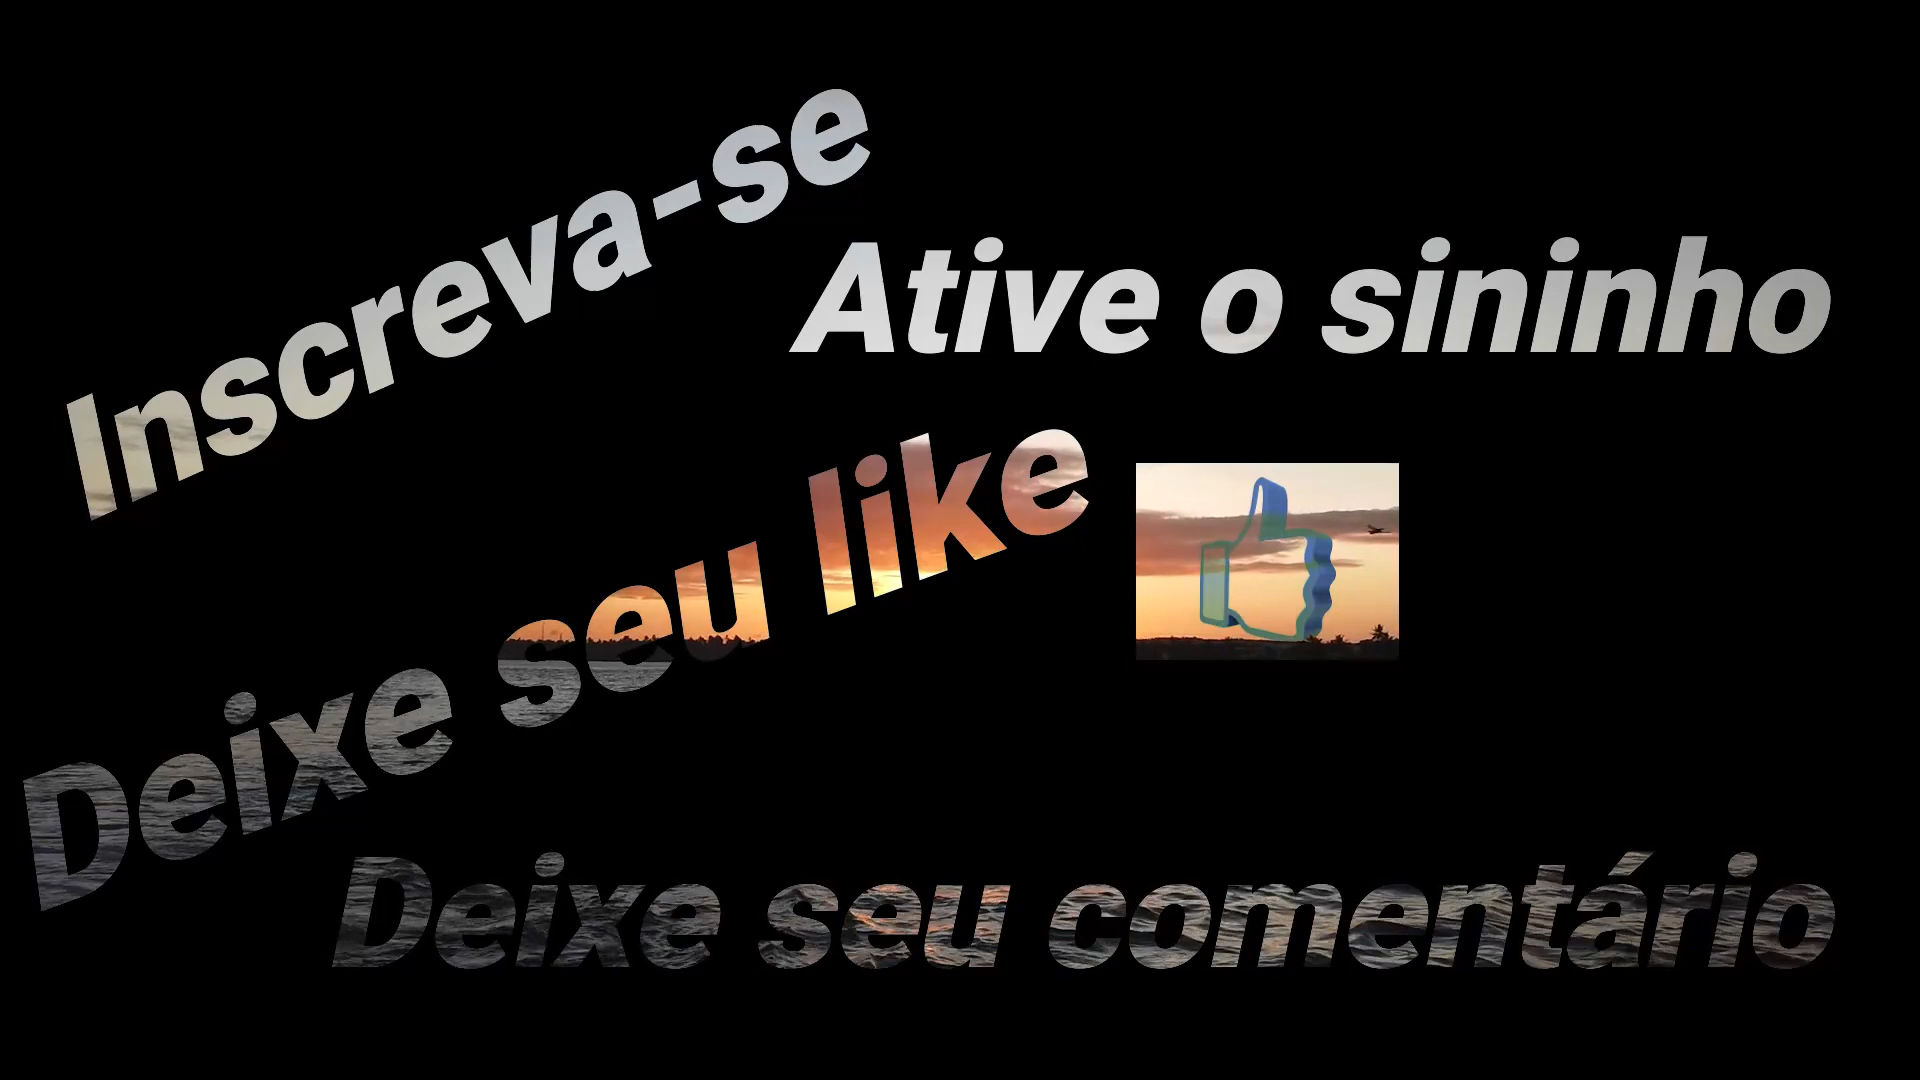 Inscreva-se
Ative o sininho
Deixe seu like
Deixe seu comentário